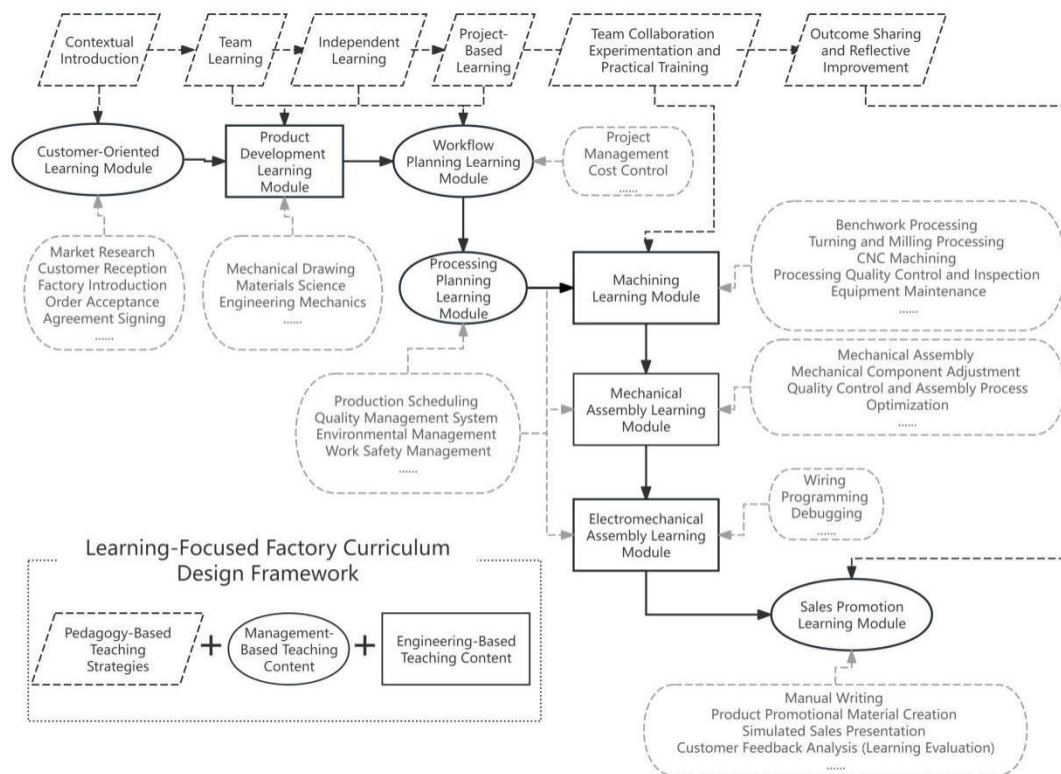 Contextual
Introduction
Team
Learning
Independent
Learning
Project-
Based
Learning
Team Collaboration
Experimentation and
Practical Training
Outcome Sharing
and Reflective
Improvement
Customer-Oriented
Learning Module
Product
Development
Learning
Module
Workflow
Planning Learning
Module
Project
Management
Cost Control
......
Market Research
Customer Reception
Factory Introduction
Order Acceptance
Agreement Signing
......
Mechanical Drawing
Materials Science
Engineering Mechanics
......
Processing
Planning
Learning
Module
Machining
Learning Module
Benchwork Processing
Turning and Milling Processing
CNC Machining
Processing Quality Control and Inspection
Equipment Maintenance
......
Production Scheduling
Quality Management System
Environmental Management
Work Safety Management
......
Mechanical
Assembly Learning
Module
Mechanical Assembly
Mechanical Component Adjustment
Quality Control and Assembly Process
Optimization
......
Electromechanical
Assembly Learning
Module
Wiring
Programming
Debugging
......
Learning-Focused Factory Curriculum
Design Framework
Pedagogy-Based
Teaching
Strategies
+
Management-
Based Teaching
Content
+
Engineering-Based
Teaching Content
Sales Promotion
Learning Module
Manual Writing
Product Promotional Material Creation
Simulated Sales Presentation
Customer Feedback Analysis (Learning Evaluation)
......